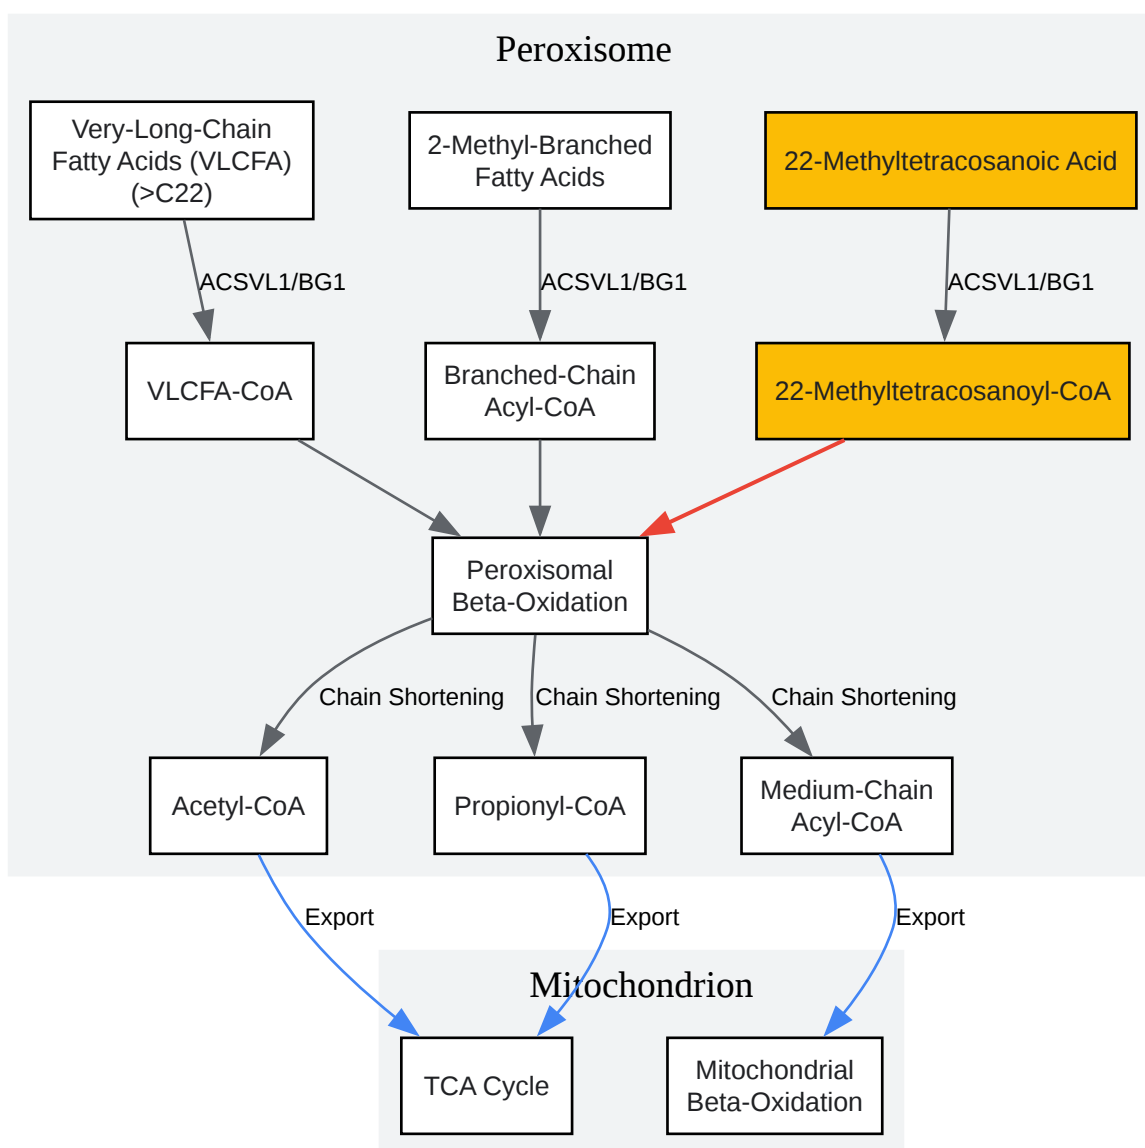 Peroxisome
Very-Long-Chain
Fatty Acids (VLCFA)
(>C22)
2-Methyl-Branched
Fatty Acids
22-Methyltetracosanoic Acid
ACSVL1/BG1
ACSVL1/BG1
ACSVL1/BG1
VLCFA-CoA
Branched-Chain
Acyl-CoA
22-Methyltetracosanoyl-CoA
Peroxisomal
Beta-Oxidation
Chain Shortening
Chain Shortening
Chain Shortening
Acetyl-CoA
Propionyl-CoA
Medium-Chain
Acyl-CoA
Export
Export
Export
Mitochondrion
TCA Cycle
Mitochondrial
Beta-Oxidation